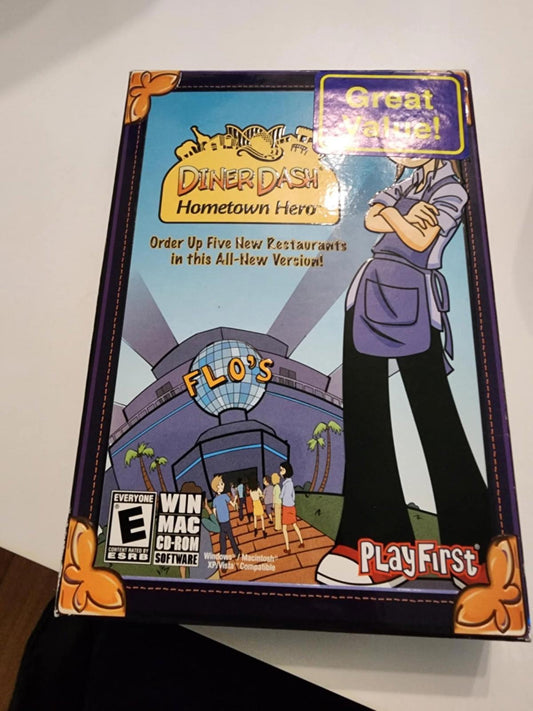 Great
Value!
DINER DASH
Hometown Hero
Order Up Five New Restaurants
in this All-New Version!
FLO'S
EVERYONE
E
CONTENT RATED BY
ESRB
WIN
MAC
CD-ROM
SOFTWARE
Windows® / Macintosh®
XP/Vista Compatible
PLAYFIRST